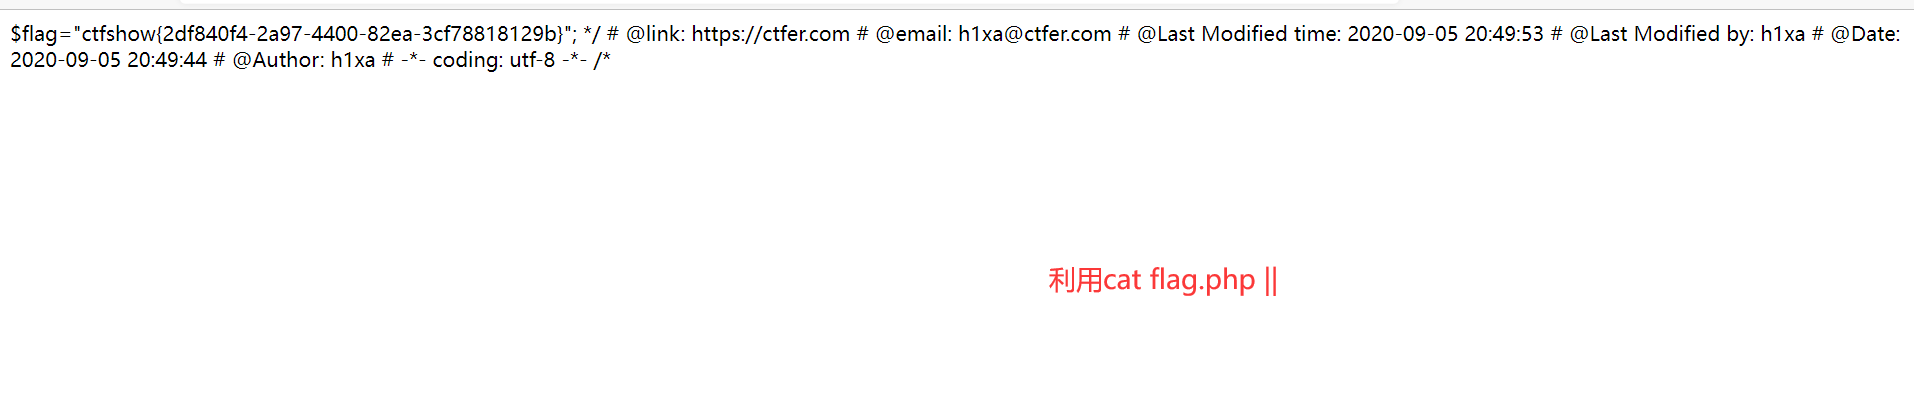 $flag="ctfshow{2df840f4-2a97-4400-82ea-3cf78818129b}"; */ # @link: https://ctfer.com # @email: h1xa@ctfer.com # @Last Modified time: 2020-09-05 20:49:53 # @Last Modified by: h1xa # @Date:
2020-09-05 20:49:44 # @Author: h1xa # -*- coding: utf-8 -*- /*
利用cat flag.php ||